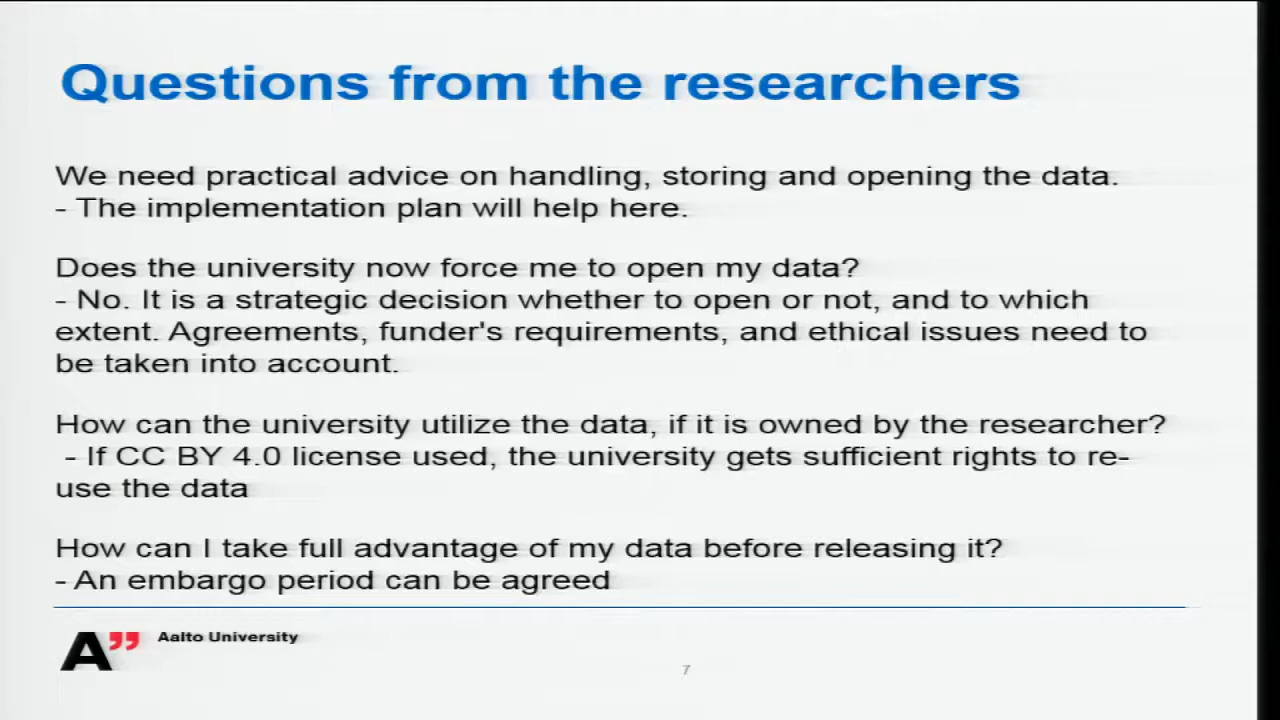 Questions from the researchers
We need practical advice on handling, storing and opening the data.
- The implementation plan will help here.
Does the university now force me to open my data?
- No. It is a strategic decision whether to open or not, and to which
extent. Agreements, funder's requirements, and ethical issues need to
be taken into account.
How can the university utilize the data, if it is owned by the researcher?
- If CC BY 4.0 license used, the university gets sufficient rights to re-
use the data
How can I take full advantage of my data before releasing it?
- An embargo period can be agreed
A" Aalto University
7